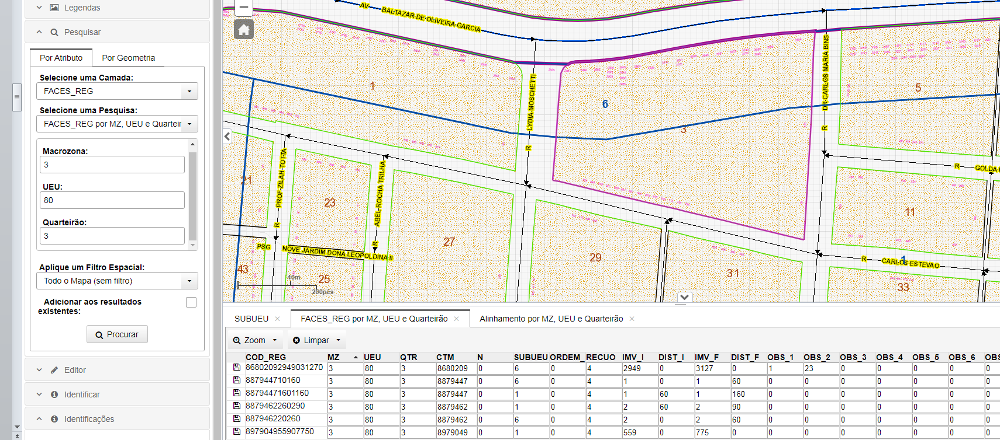 Legendas
Pesquisar
Por Atributo
Por Geometria
Selecione uma Camada:
FACES_REG
Selecione uma Pesquisa:
FACES_REG por MZ, UEU e Quarteir
Macrozona:
3
UEU:
80
Quarteirão:
3
Aplique um Filtro Espacial:
Todo o Mapa (sem filtro)
Adicionar aos resultados
existentes:
Procurar
Editor
Identificar
Identificações
AV BALTAZAR DE OLIVEIRA GARCIA
R LYDIA MOSCHETTI
R DR CARLOS MARIA BINS
R PROF ZILAH TOTTA
R ABEL ROCHA TRILHA
R GOLDA
R CARLOS ESTEVAO
PSG NOVE JARDIM DONA LEOPOLDINA II
1
6
3
5
21
23
27
29
31
11
1
33
43
25
40m
200pés
SUBUEU
FACES_REG por MZ, UEU e Quarteirão
Alinhamento por MZ, UEU e Quarteirão
Zoom
Limpar
COD_REG MZ UEU QTR CTM N SUBUEU ORDEM_ RECUO IMV_I DIST_I IMV_F DIST_F OBS_1 OBS_2 OBS_3 OBS_4 OBS_5 OBS_6 OBS
86802092949031270 3 80 3 8680209 0 6 0 4 2949 0 3127 0 1 23 0 0 0 0 0
887944710160 3 80 3 8879447 0 6 0 4 1 0 1 60 0 0 0 0 0 0 0
88794471601160 3 80 3 8879447 0 1 0 4 1 60 1 160 0 0 0 0 0 0 0
8879462260290 3 80 3 8879462 0 1 0 4 2 60 2 90 0 0 0 0 0 0 0
887946220260 3 80 3 8879462 0 6 0 4 2 0 2 60 0 0 0 0 0 0 0
897904955907750 3 80 3 8979049 0 1 0 4 559 0 775 0 0 0 0 0 0 0 0